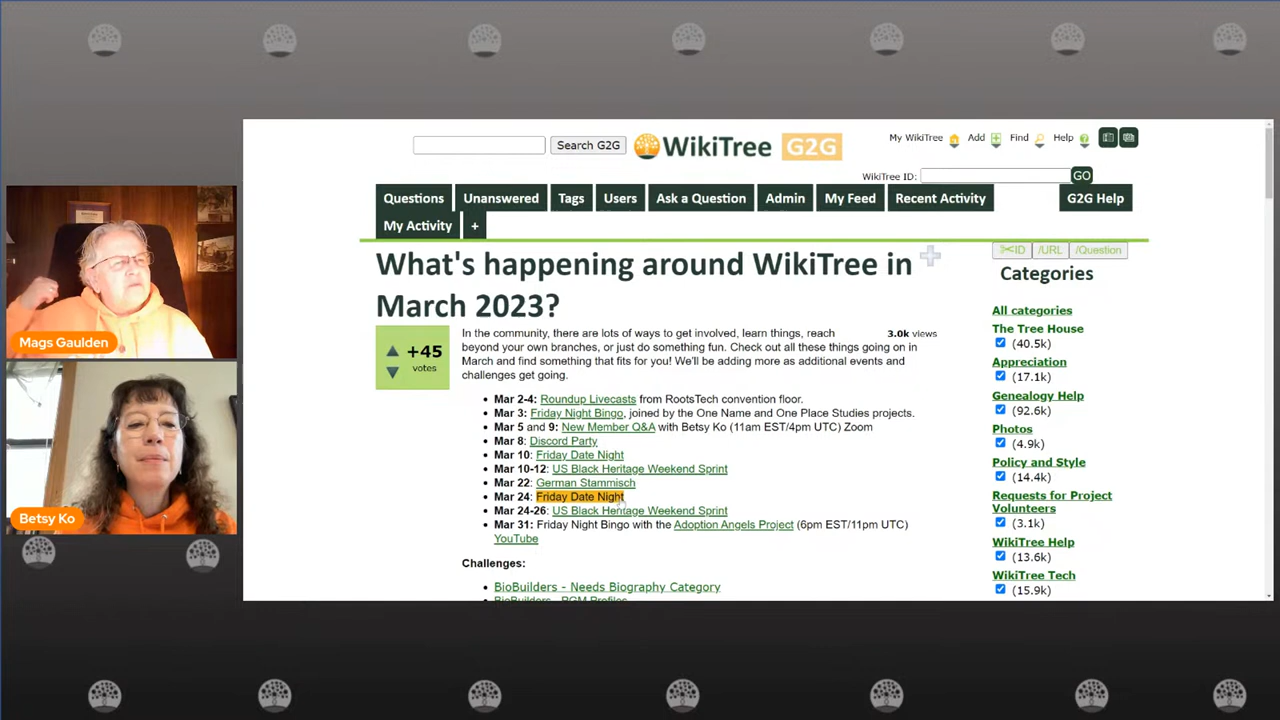 Mags Gaulden
Betsy Ko
Search G2G
WikiTree G2G
My WikiTree Add Find Help
WikiTree ID: GO
Questions Unanswered Tags Users Ask a Question Admin My Feed Recent Activity G2G Help
My Activity +
What's happening around WikiTree in
March 2023?
+45
votes
In the community, there are lots of ways to get involved, learn things, reach
3.0k views
beyond your own branches, or just do something fun. Check out all these things going on in
March and find something that fits for you! We'll be adding more as additional events and
challenges get going.
Mar 2-4: Roundup Livecasts from RootsTech convention floor.
Mar 3: Friday Night Bingo, joined by the One Name and One Place Studies projects.
Mar 5 and 9: New Member Q&A with Betsy Ko (11am EST/4pm UTC) Zoom
Mar 8: Discord Party
Mar 10: Friday Date Night
Mar 10-12: US Black Heritage Weekend Sprint
Mar 22: German Stammisch
Mar 24: Friday Date Night
Mar 24-26: US Black Heritage Weekend Sprint
Mar 31: Friday Night Bingo with the Adoption Angels Project (6pm EST/11pm UTC)
YouTube
Challenges:
BioBuilders - Needs Biography Category
BioBuilders - PGM Profiles
ID /URL /Question
Categories
All categories
The Tree House
(40.5k)
Appreciation
(17.1k)
Genealogy Help
(92.6k)
Photos
(4.9k)
Policy and Style
(14.4k)
Requests for Project
Volunteers
(3.1k)
WikiTree Help
(13.6k)
WikiTree Tech
(15.9k)